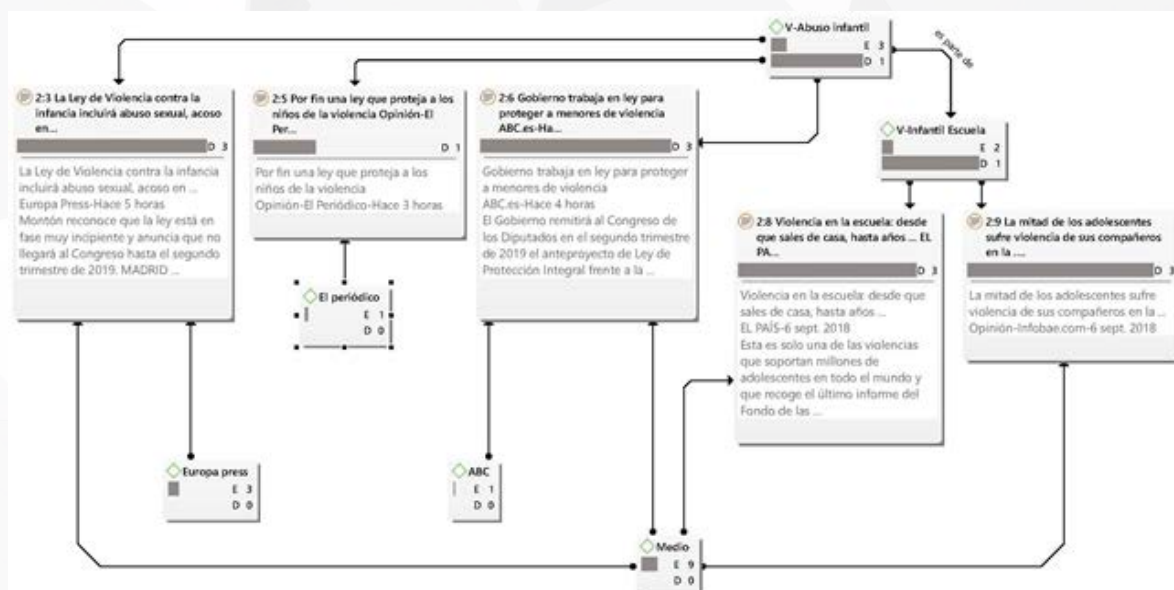 V-Abuso infantil
E 3
D 1
es parte de
2:3 La Ley de Violencia contra la
infancia incluirá abuso sexual, acoso
en...
D 3
La Ley de Violencia contra la infancia
incluirá abuso sexual, acoso en ...
Europa Press-Hace 5 horas
Montón reconoce que la ley está en
fase muy incipiente y anuncia que no
llegará al Congreso hasta el segundo
trimestre de 2019. MADRID ...
2:5 Por fin una ley que proteja a los
niños de la violencia Opinión-El
Per...
D 1
Por fin una ley que proteja a los
niños de la violencia
Opinión-El Periódico-Hace 3 horas
2:6 Gobierno trabaja en ley para
proteger a menores de violencia
ABC.es-Ha...
D 3
Gobierno trabaja en ley para proteger
a menores de violencia
ABC.es-Hace 4 horas
El Gobierno remitirá al Congreso de
los Diputados en el segundo trimestre
de 2019 el anteproyecto de Ley de
Protección Integral frente a la ...
V-Infantil Escuela
E 2
D 1
2:8 Violencia en la escuela: desde
que sales de casa, hasta años ... EL
PA...
D 3
Violencia en la escuela: desde que
sales de casa, hasta años ...
EL PAÍS-6 sept. 2018
Esta es solo una de las violencias
que soportan millones de
adolescentes en todo el mundo y
que recoge el último informe del
Fondo de las ...
2:9 La mitad de los adolescentes
sufre violencia de sus compañeros
en la ....
D 3
La mitad de los adolescentes sufre
violencia de sus compañeros en la ...
Opinión-Infobae.com-6 sept. 2018
El periódico
E 1
D 0
Europa press
E 3
D 0
ABC
E 1
D 0
Medio
E 9
D 0